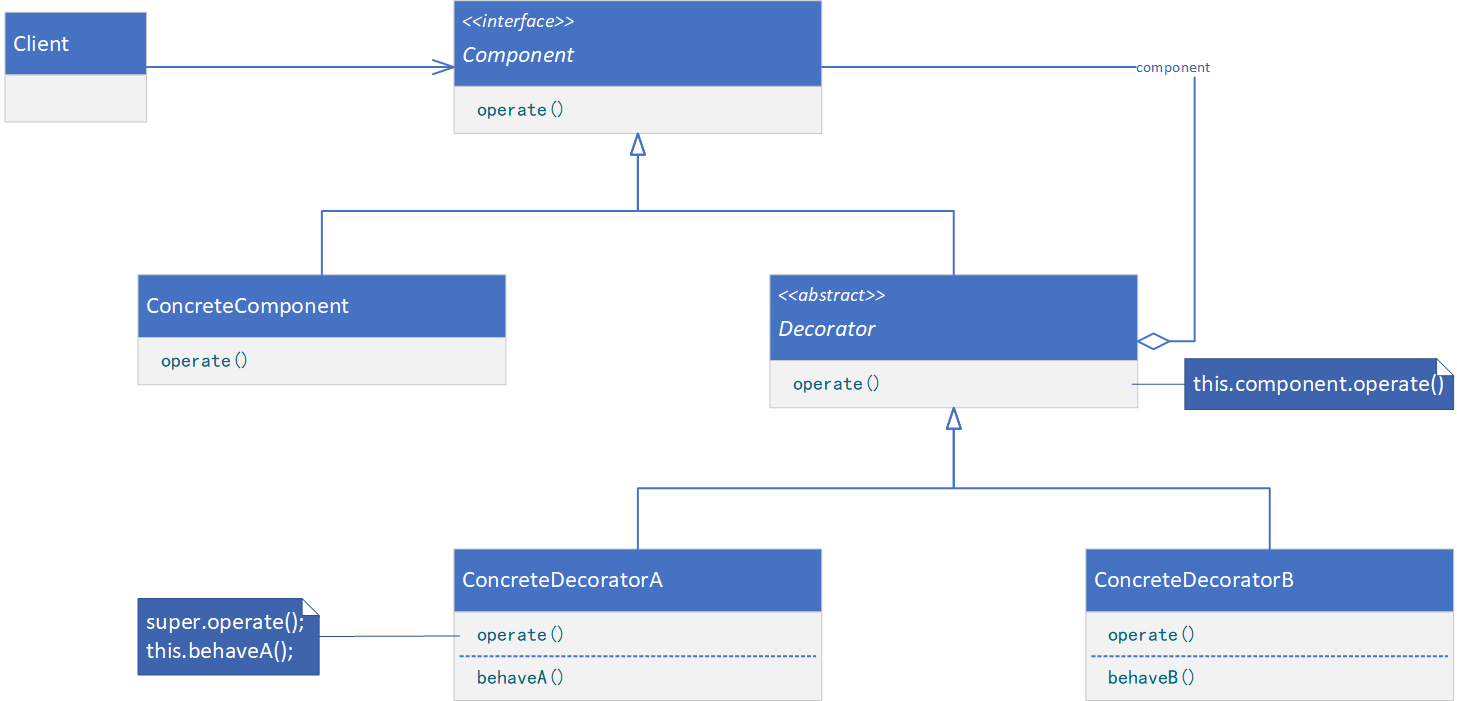 Client
<<interface>>
Component
operate()
component
ConcreteComponent
operate()
<<abstract>>
Decorator
operate()
this.component.operate()
ConcreteDecoratorA
operate()
behaveA()
super.operate();
this.behaveA();
ConcreteDecoratorB
operate()
behaveB()